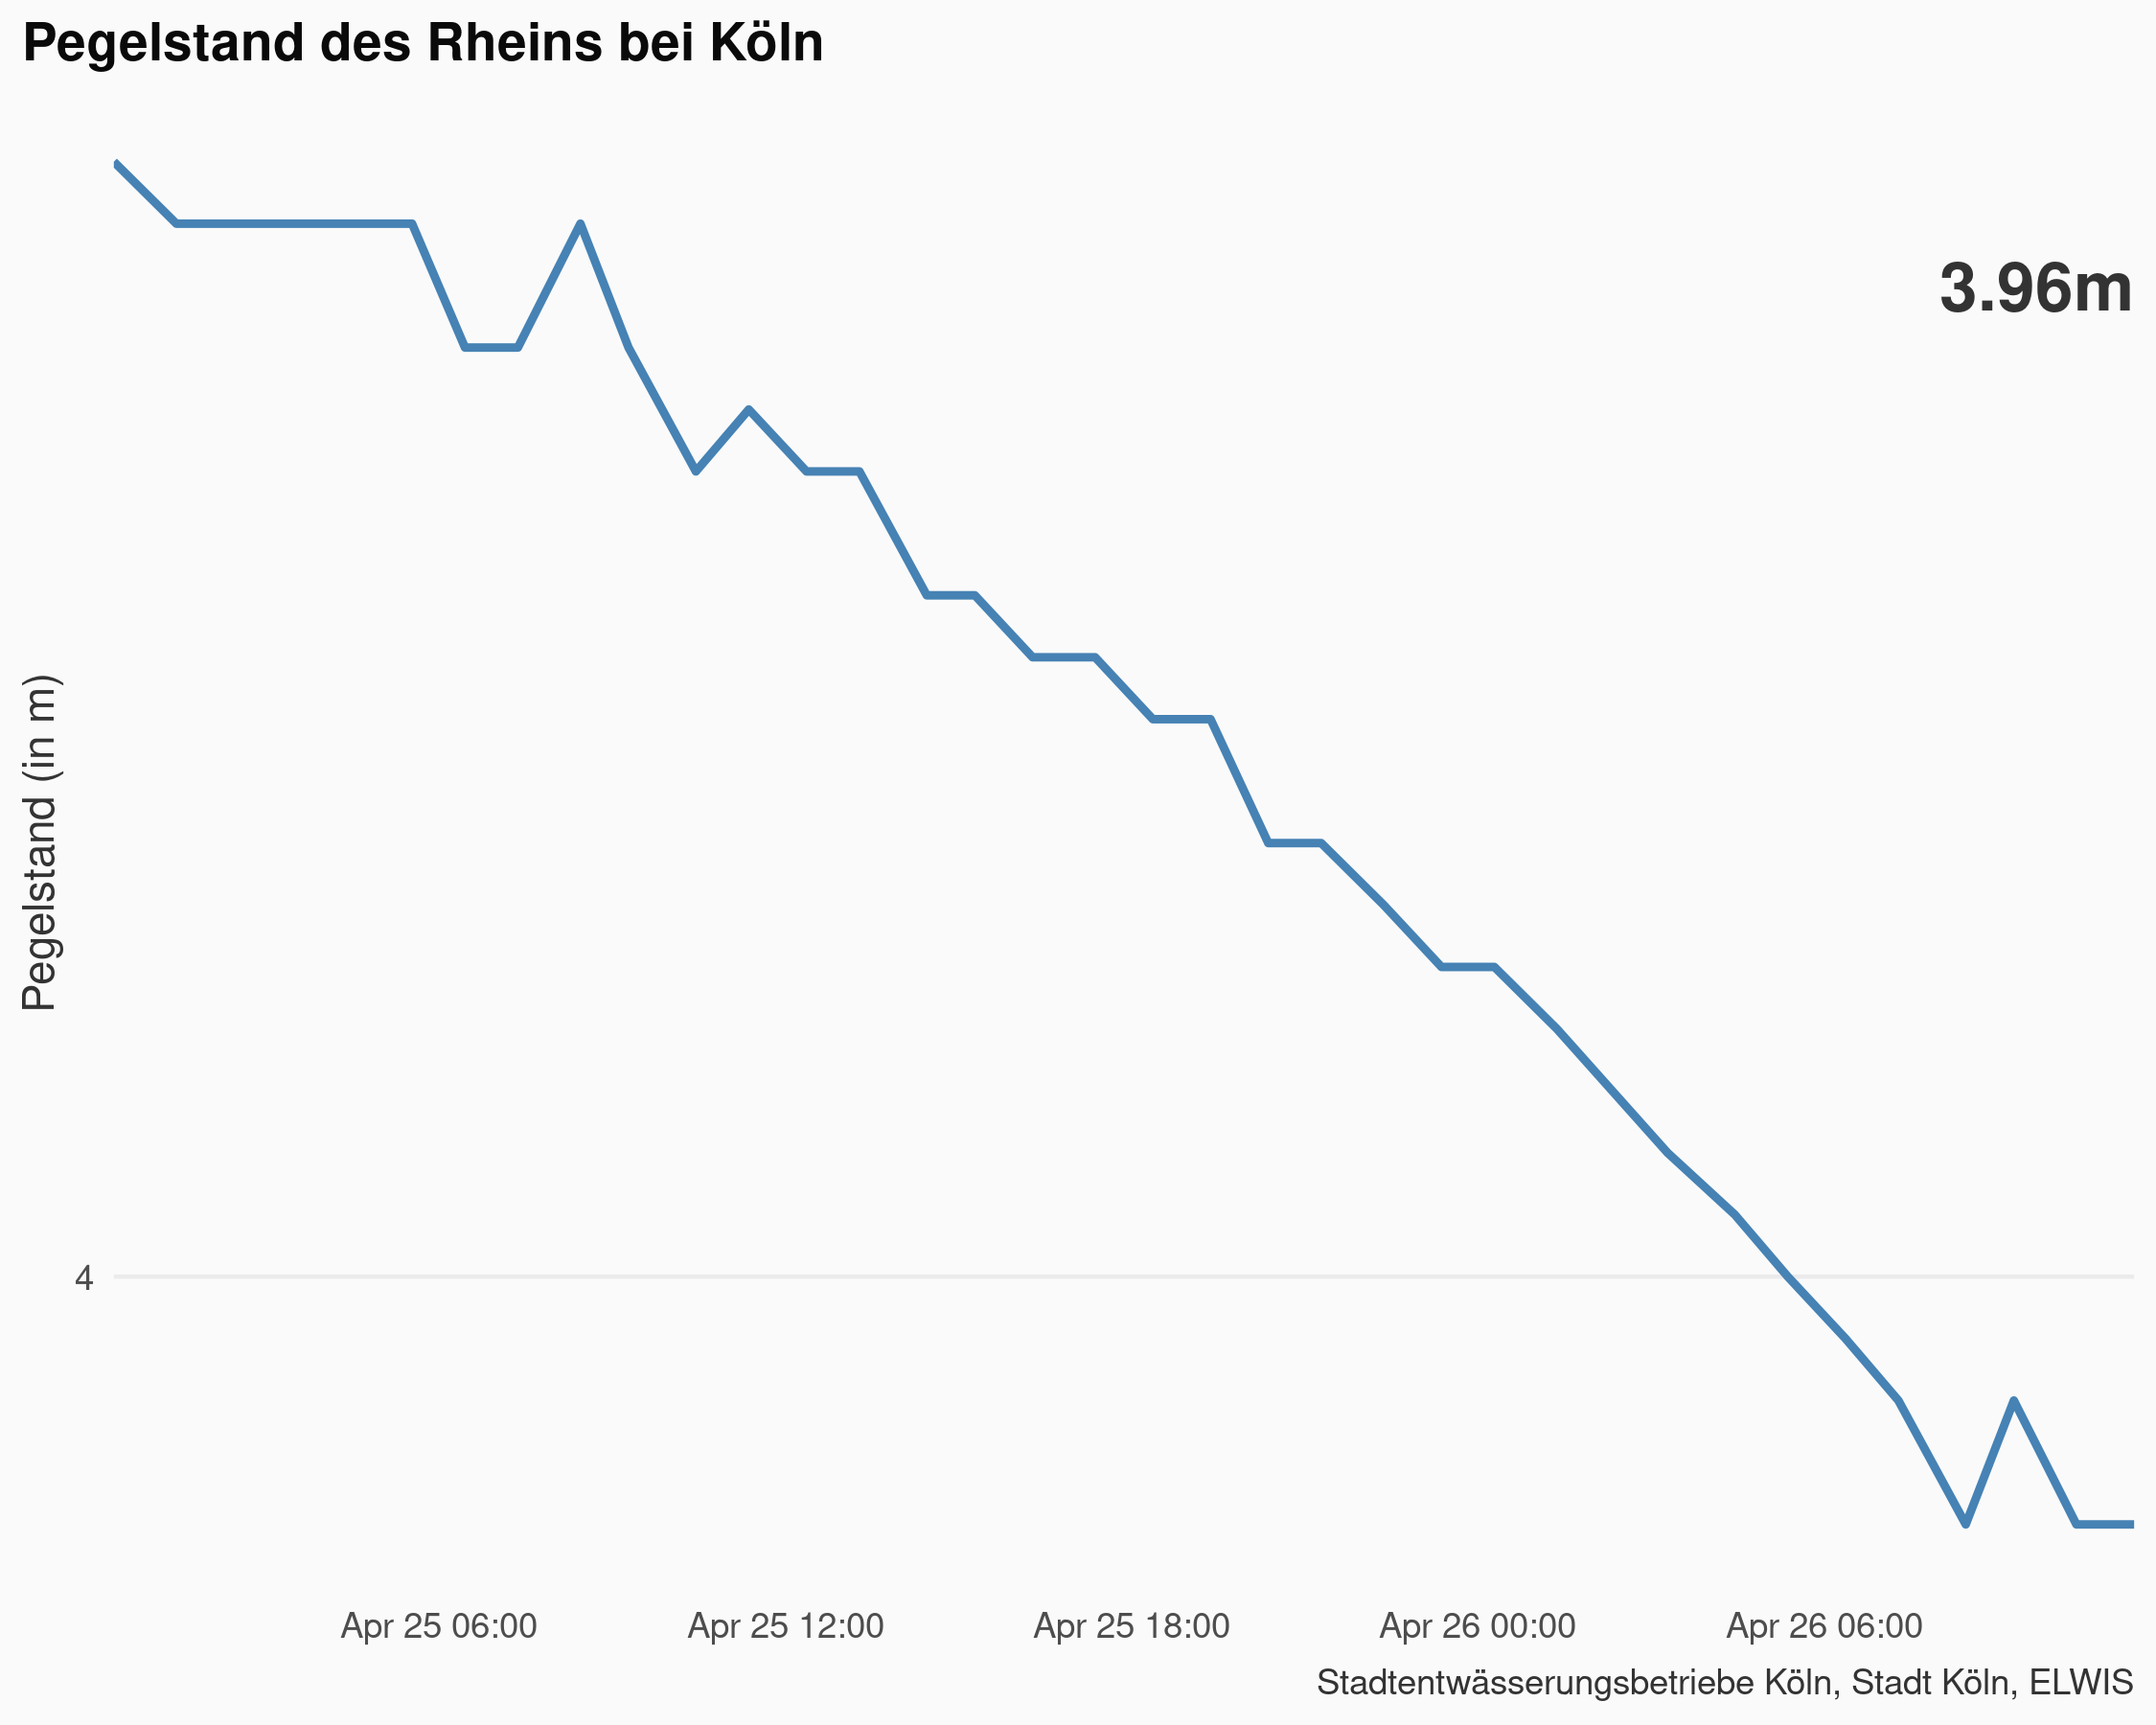 Pegelstand des Rheins bei Köln
3.96m
Pegelstand (in m)
4
Apr 25 06:00
Apr 25 12:00
Apr 25 18:00
Apr 26 00:00
Apr 26 06:00
Stadtentwässerungsbetriebe Köln, Stadt Köln, ELWIS